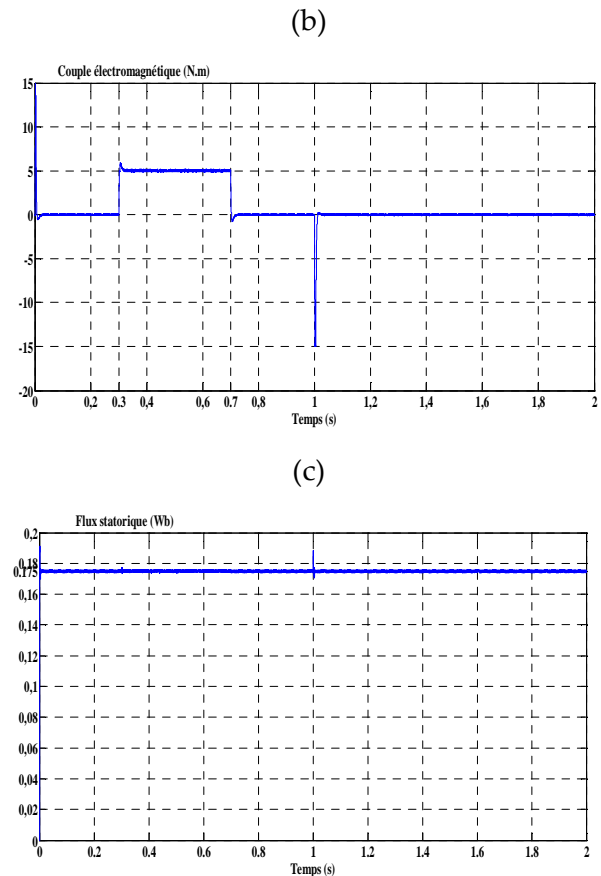 (b)
Couple électromagnétique (N.m)
15
10
5
0
-5
-10
-15
-20
0 0,2 0.3 0,4 0,6 0.7 0,8 1 1,2 1,4 1,6 1,8 2
Temps (s)
(c)
Flux statorique (Wb)
0,2
0,18
0.175
0,16
0,14
0,12
0,1
0,08
0,06
0,04
0,02
0
0 0.2 0.4 0.6 0.8 1 1.2 1.4 1.6 1.8 2
Temps (s)